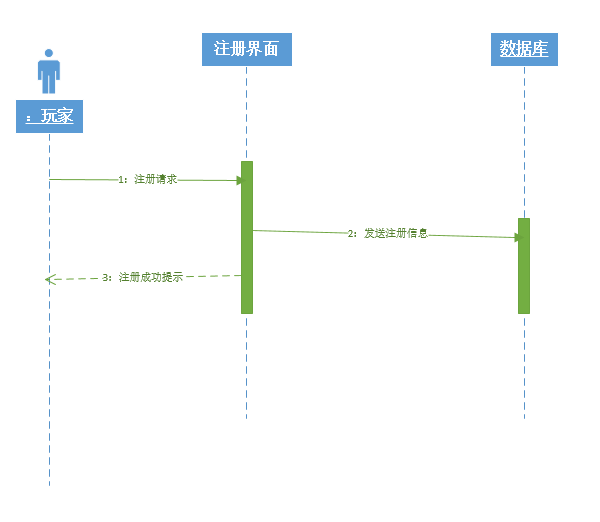 注册界面
数据库
：玩家
1：注册请求
2：发送注册信息
3：注册成功提示